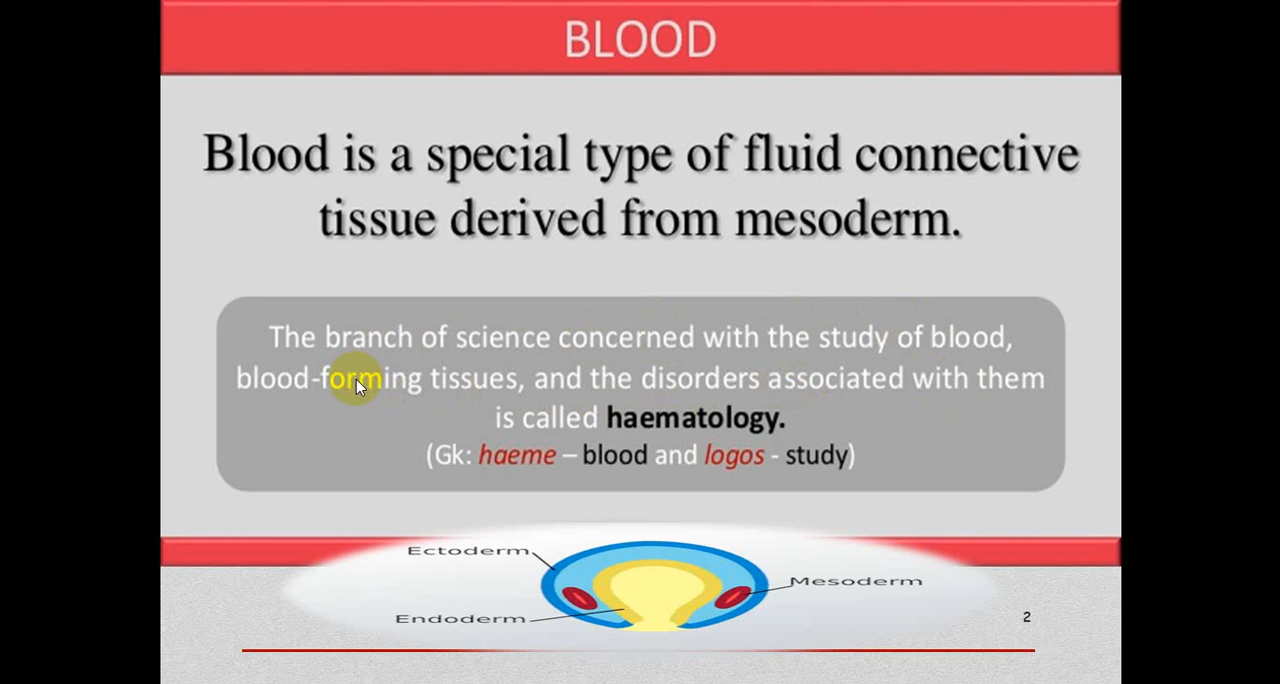 BLOOD
Blood is a special type of fluid connective
tissue derived from mesoderm.
The branch of science concerned with the study of blood,
blood-forming tissues, and the disorders associated with them
is called haematology.
(Gk: haeme – blood and logos - study)
Ectoderm
Mesoderm
Endoderm
2